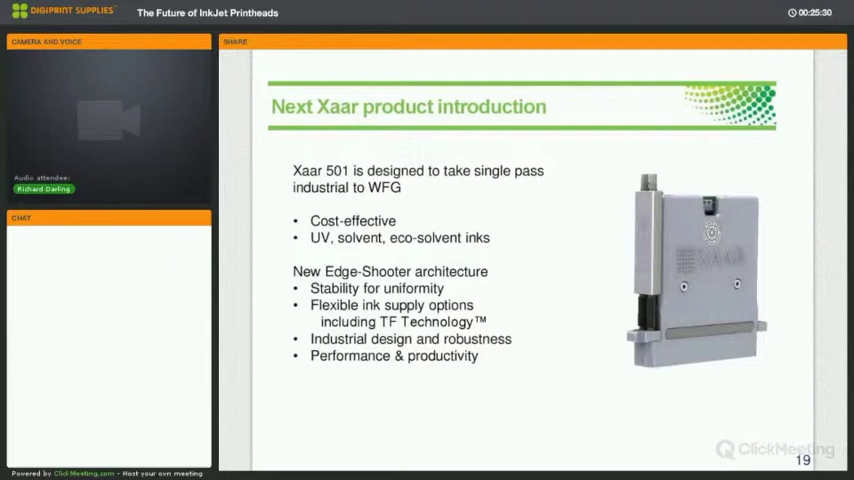 DIGIPRINT SUPPLIES
The Future of InkJet Printheads
00:25:30
CAMERA AND VOICE
SHARE
Audio attendee:
Richard Darling
CHAT
Next Xaar product introduction
Xaar 501 is designed to take single pass
industrial to WFG
• Cost-effective
• UV, solvent, eco-solvent inks
New Edge-Shooter architecture
• Stability for uniformity
• Flexible ink supply options
including TF Technology™
• Industrial design and robustness
• Performance & productivity
XAAR
ClickMeeting
19
Powered by ClickMeeting.com - Host your own meeting